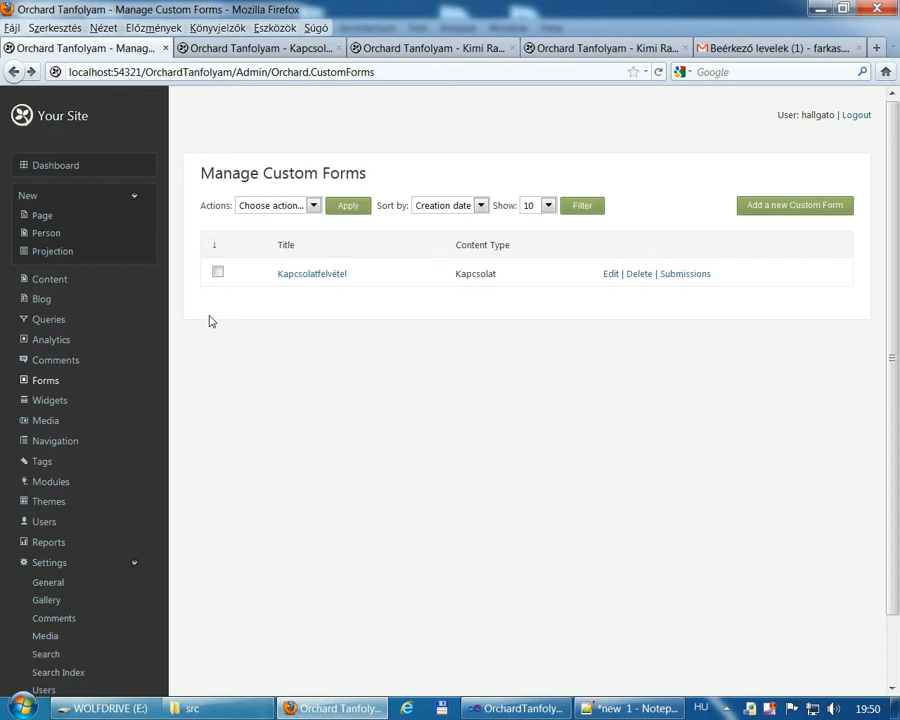 Orchard Tanfolyam - Manage Custom Forms - Mozilla Firefox
Fájl Szerkesztés Nézet Előzmények Könyvjelzők Eszközök Súgó
Orchard Tanfolyam - Manag... Orchard Tanfolyam - Kapcsol... Orchard Tanfolyam - Kimi Ra... Orchard Tanfolyam - Kimi Ra... Beérkező levelek (1) - farkas....
localhost:54321/OrchardTanfolyam/Admin/Orchard.CustomForms Google
Your Site
User: hallgato | Logout
Dashboard
New
Page
Person
Projection
Content
Blog
Queries
Analytics
Comments
Forms
Widgets
Media
Navigation
Tags
Modules
Themes
Users
Reports
Settings
General
Gallery
Comments
Media
Search
Search Index
Users
Manage Custom Forms
Actions: Choose action... Apply Sort by: Creation date Show: 10 Filter Add a new Custom Form
↓ Title Content Type
Kapcsolatfelvétel Kapcsolat Edit | Delete | Submissions
WOLFDRIVE (E:) src Orchard Tanfolyam... OrchardTanfolyam... *new 1 - Notep... HU 19:50